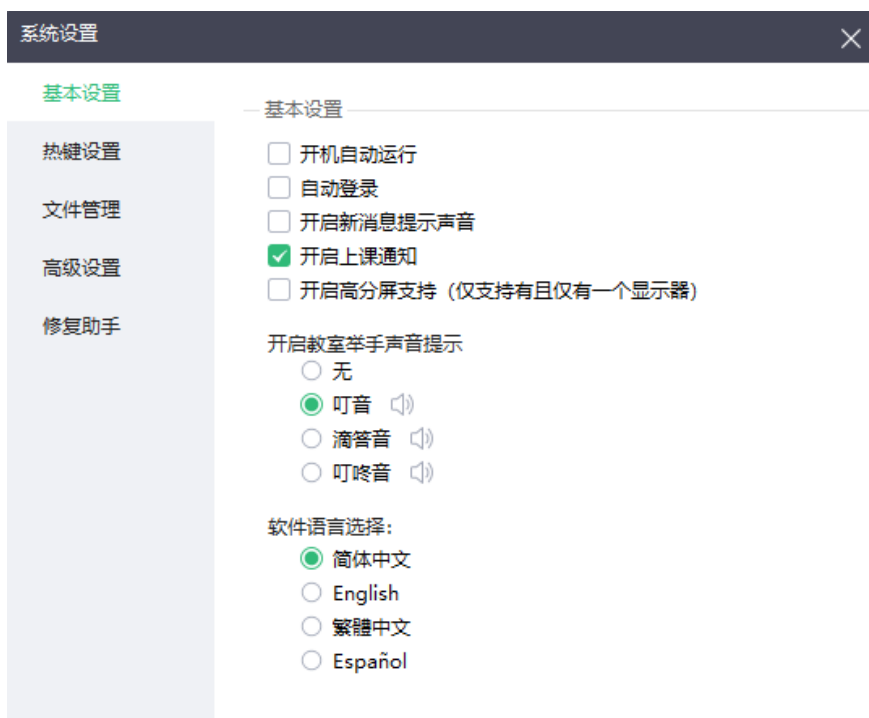 系统设置
基本设置
热键设置
文件管理
高级设置
修复助手
基本设置
开机自动运行
自动登录
开启新消息提示声音
开启上课通知
开启高分屏支持（仅支持有且仅有一个显示器）
开启教室举手声音提示
无
叮音
滴答音
叮咚音
软件语言选择：
简体中文
English
繁體中文
Español